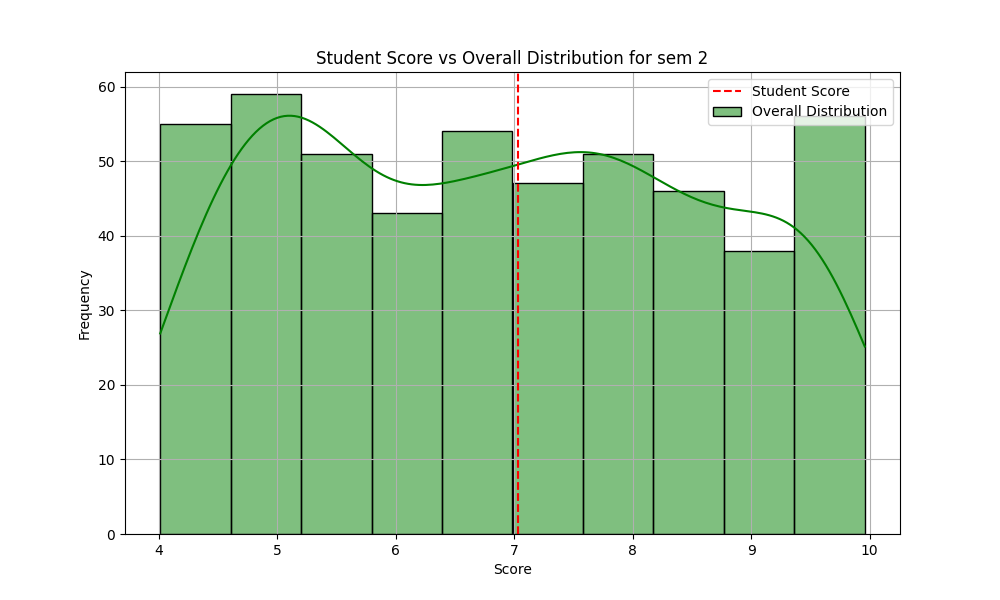 Student Score vs Overall Distribution for sem 2
Student Score
Overall Distribution
60
50
40
30
20
10
0
Frequency
4 5 6 7 8 9 10
Score